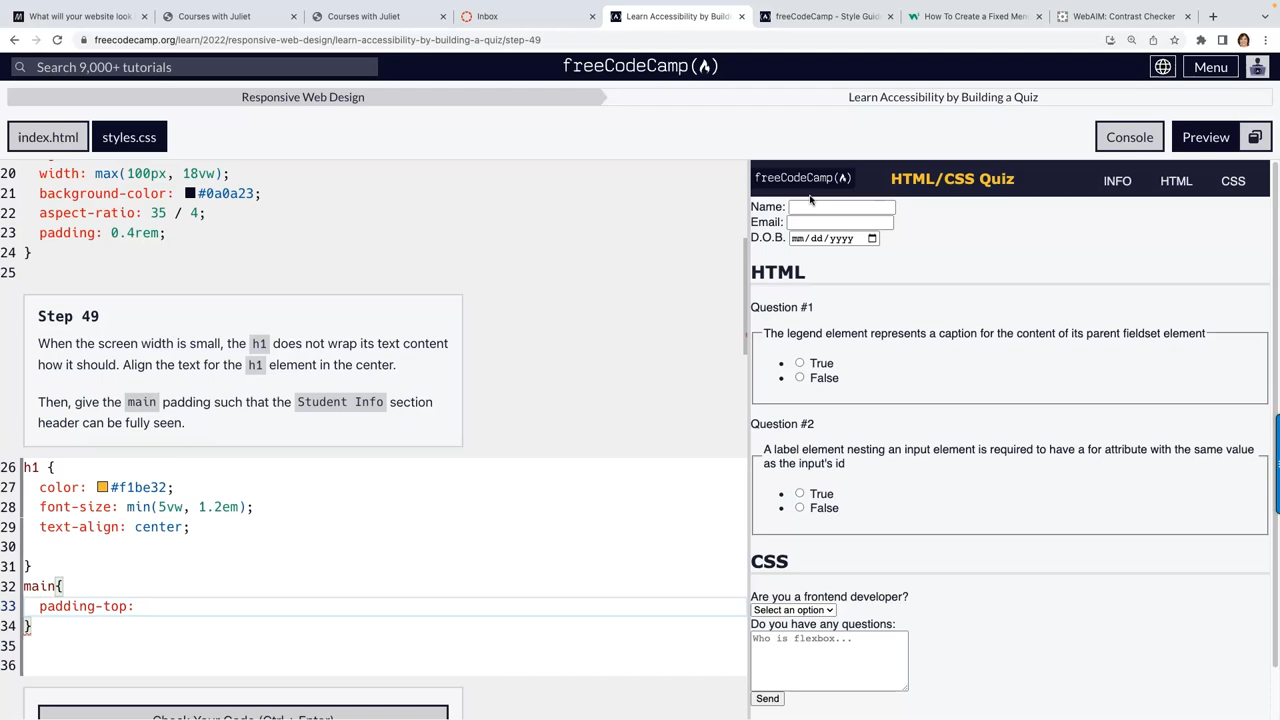 What will your website look
Courses with Juliet
Courses with Juliet
Inbox
Learn Accessibility by Build
freeCodeCamp - Style Guid
How To Create a Fixed Men
WebAIM: Contrast Checker
freecodecamp.org/learn/2022/responsive-web-design/learn-accessibility-by-building-a-quiz/step-49
Search 9,000+ tutorials
freeCodeCamp
Menu
Responsive Web Design
Learn Accessibility by Building a Quiz
index.html
styles.css
Console
Preview
20 width: max(100px, 18vw);
21 background-color: #0a0a23;
22 aspect-ratio: 35 / 4;
23 padding: 0.4rem;
24 }
25
Step 49
When the screen width is small, the h1 does not wrap its text content
how it should. Align the text for the h1 element in the center.
Then, give the main padding such that the Student Info section
header can be fully seen.
26 h1 {
27 color: #f1be32;
28 font-size: min(5vw, 1.2em);
29 text-align: center;
30
31 }
32 main{
33 padding-top:
34 }
35
36
Check Your Code (Ctrl + Enter)
freeCodeCamp
HTML/CSS Quiz
INFO
HTML
CSS
Name:
Email:
D.O.B. mm/dd/yyyy
HTML
Question #1
The legend element represents a caption for the content of its parent fieldset element
True
False
Question #2
A label element nesting an input element is required to have a for attribute with the same value
as the input's id
True
False
CSS
Are you a frontend developer?
Select an option
Do you have any questions:
Who is flexbox...
Send